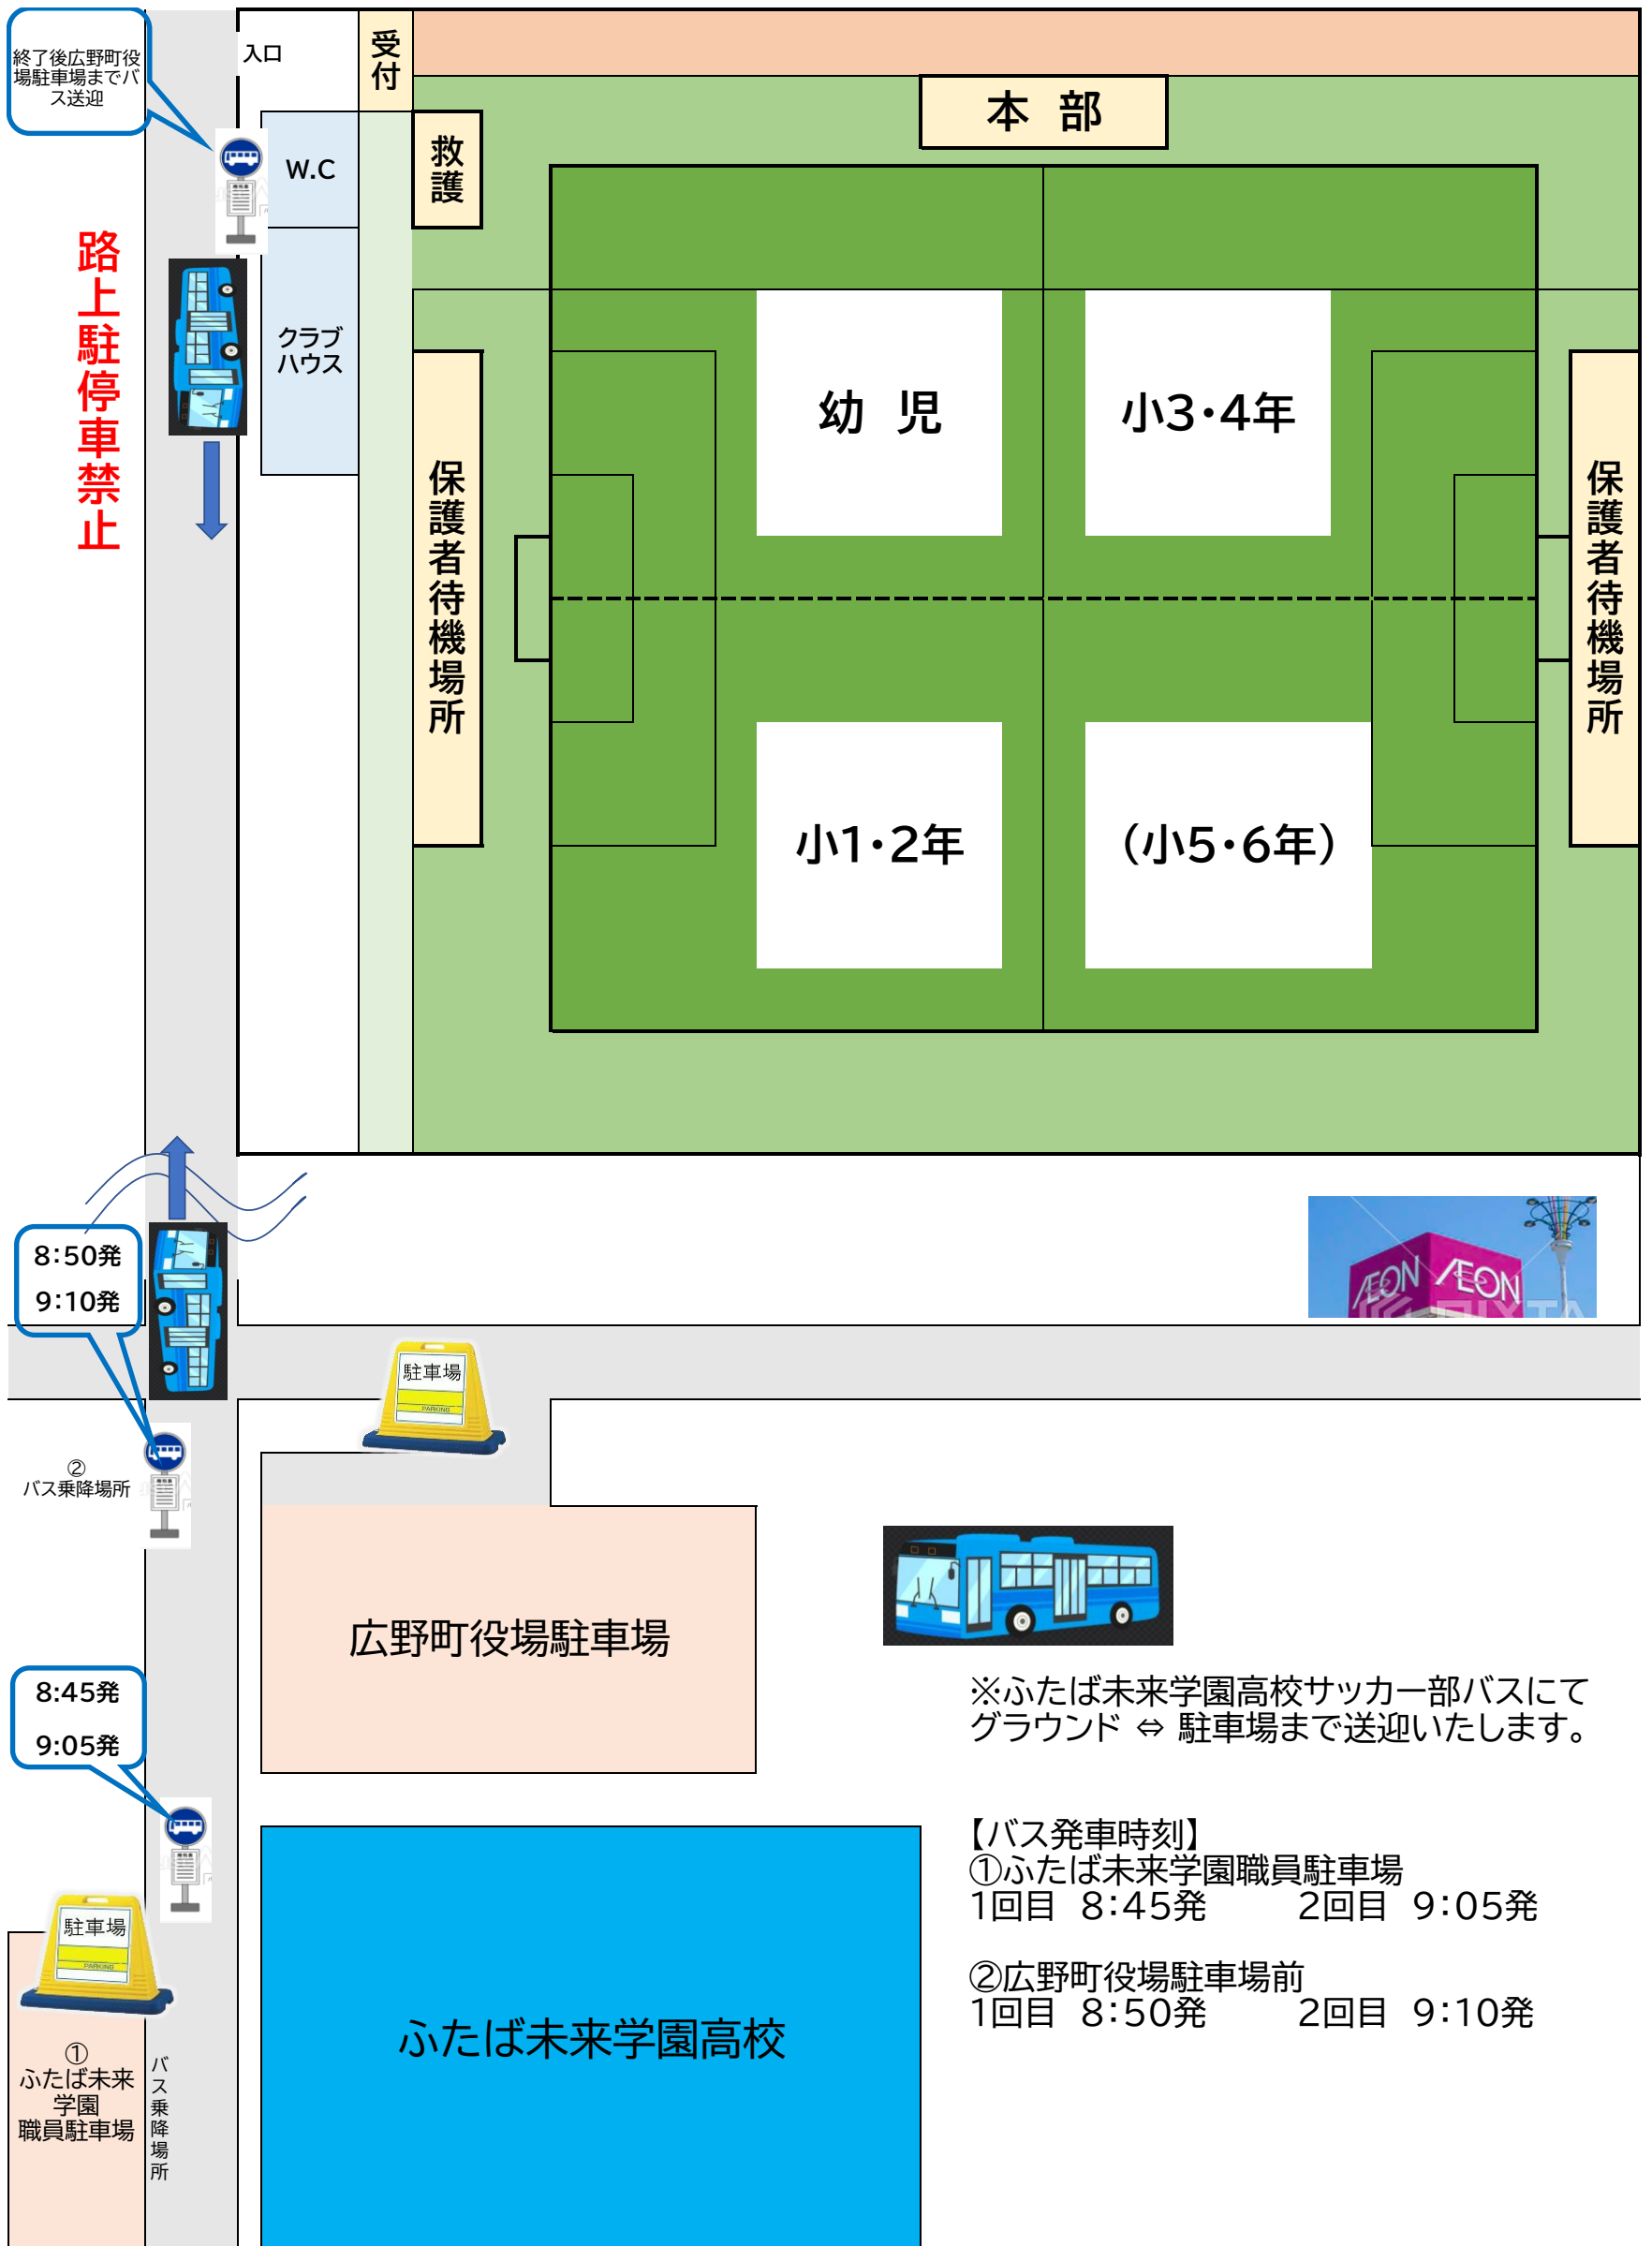 終了後広野町役
場駐車場までバ
ス送迎
入口
受付
本 部
W.C
救護
路上駐停車禁止
クラブ
ハウス
幼 児
小3・4年
保護者待機場所
保護者待機場所
小1・2年
（小5・6年）
8：50発
9：10発
ÆON
ÆON
駐車場
PARKING
②
バス乗降場所
広野町役場駐車場
8:45発
9:05発
※ふたば未来学園高校サッカー部バスにて
グラウンド ⇔ 駐車場まで送迎いたします。
【バス発車時刻】
①ふたば未来学園職員駐車場
1回目 8：45発 2回目 9：05発
②広野町役場駐車場前
1回目 8：50発 2回目 9：10発
駐車場
PARKING
ふたば未来学園高校
①
ふたば未来
学園
職員駐車場
バス乗降場所